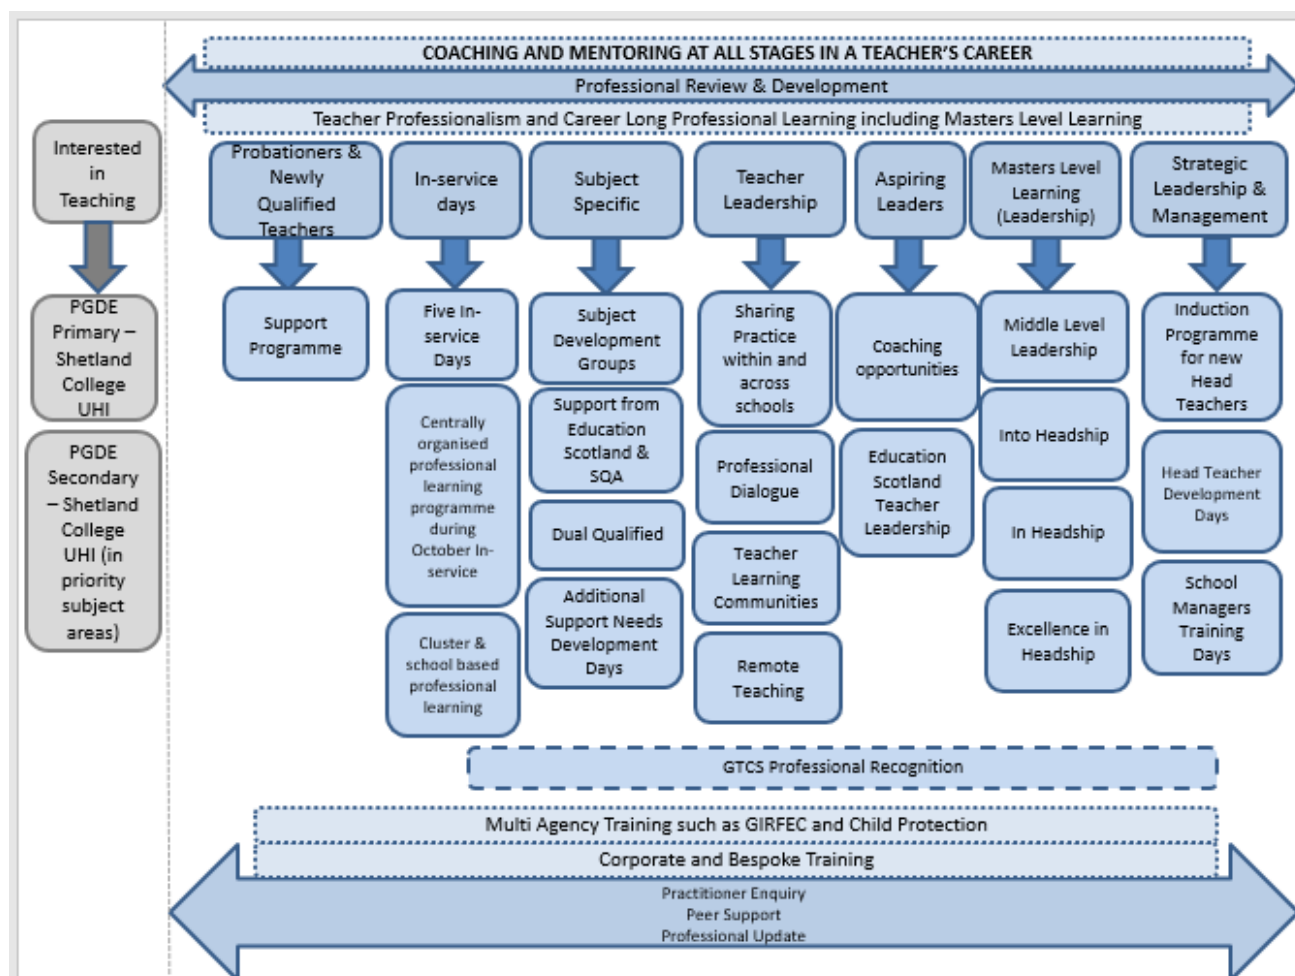 COACHING AND MENTORING AT ALL STAGES IN A TEACHER'S CAREER
Professional Review & Development
Teacher Professionalism and Career Long Professional Learning including Masters Level Learning
Interested
in
Teaching
PGDE
Primary –
Shetland
College
UHI
PGDE
Secondary
– Shetland
College
UHI (in
priority
subject
areas)
Probationers &
Newly
Qualified
Teachers
Support
Programme
In-service
days
Five In-
service
Days
Centrally
organised
professional
learning
programme
during
October In-
service
Cluster &
school based
professional
learning
Subject
Specific
Subject
Development
Groups
Support from
Education
Scotland &
SQA
Dual Qualified
Additional
Support Needs
Development
Days
Teacher
Leadership
Sharing
Practice
within and
across
schools
Professional
Dialogue
Teacher
Learning
Communities
Remote
Teaching
Aspiring
Leaders
Coaching
opportunities
Education
Scotland
Teacher
Leadership
Masters Level
Learning
(Leadership)
Middle Level
Leadership
Into Headship
In Headship
Excellence in
Headship
Strategic
Leadership &
Management
Induction
Programme
for new
Head
Teachers
Head Teacher
Development
Days
School
Managers
Training
Days
GTCS Professional Recognition
Multi Agency Training such as GIRFEC and Child Protection
Corporate and Bespoke Training
Practitioner Enquiry
Peer Support
Professional Update